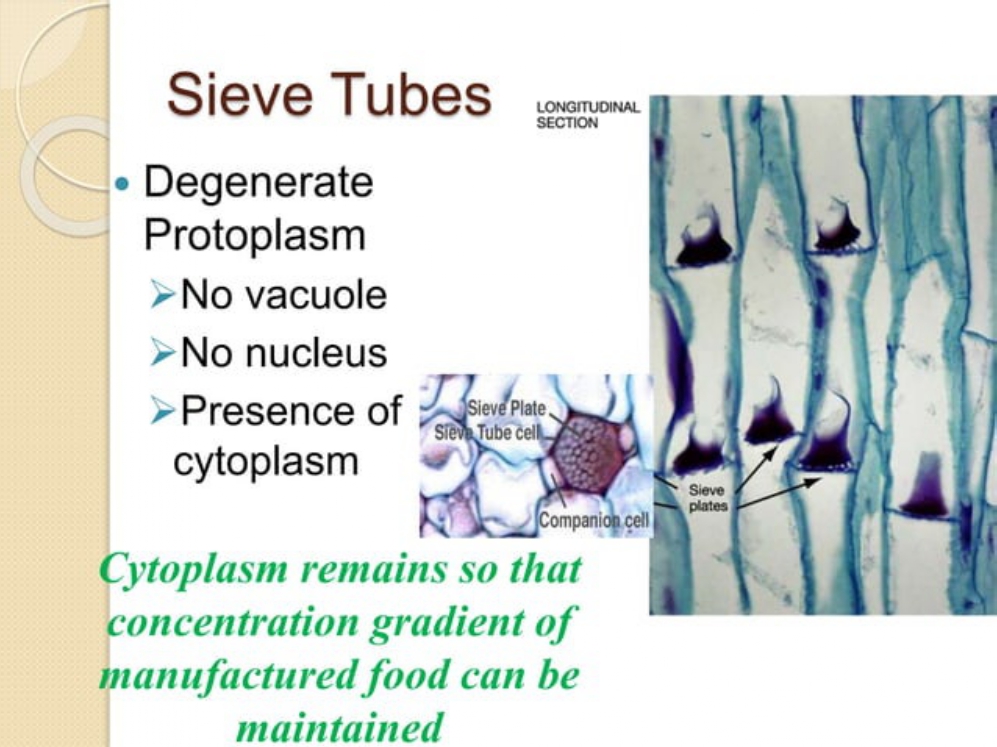 Sieve Tubes
LONGITUDINAL
SECTION
• Degenerate
Protoplasm
➢No vacuole
➢No nucleus
➢Presence of
cytoplasm
Sieve Plate
Sieve Tube cell
Companion cell
Sieve
plates
Cytoplasm remains so that
concentration gradient of
manufactured food can be
maintained